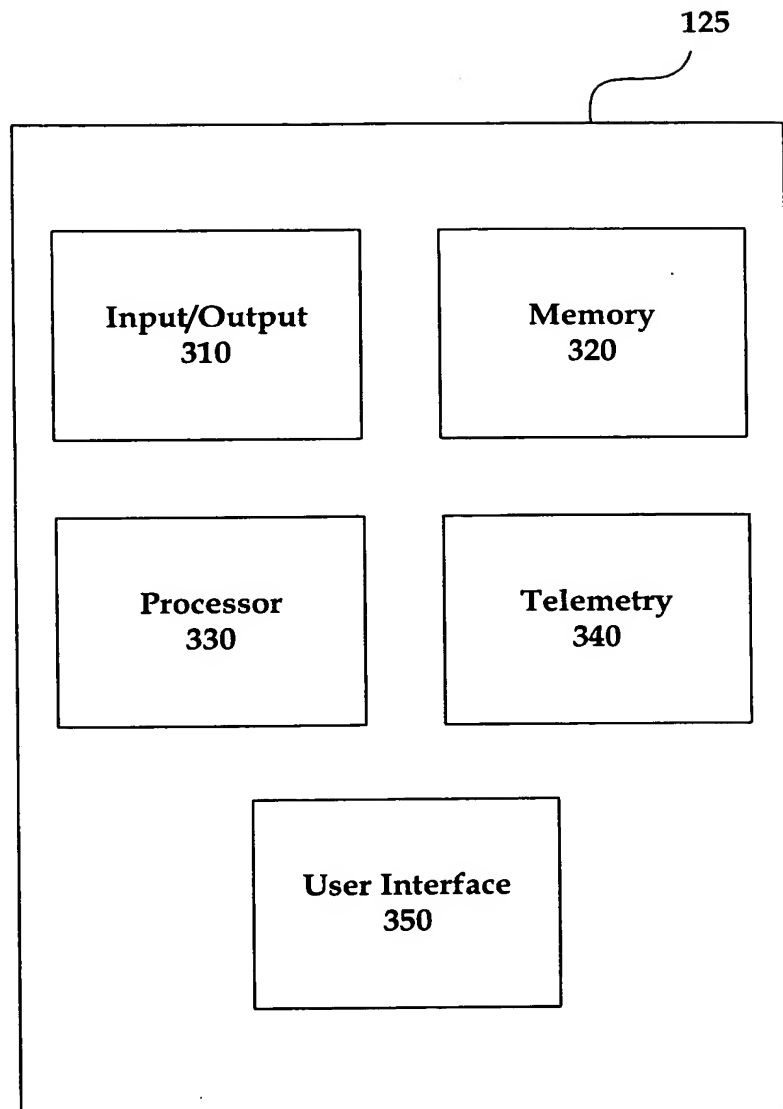 125
Input/Output
310
Memory
320
Processor
330
Telemetry
340
User Interface
350